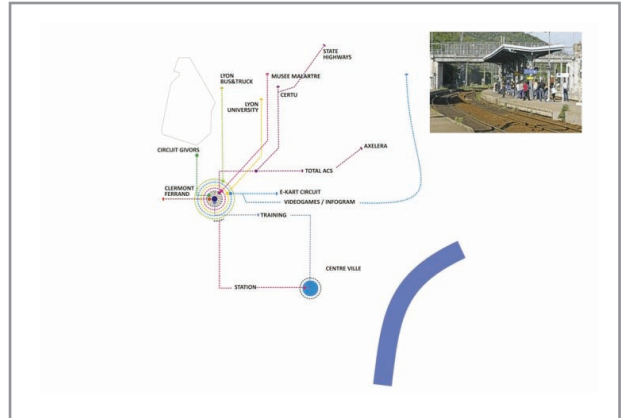 STATE
HIGHWAYS
LYON
BUS&TRUCK
MUSEE MALARTRE
CERTU
LYON
UNIVERSITY
CIRCUIT GIVORS
AXELERA
TOTAL ACS
CLERMONT
FERRAND
E-KART CIRCUIT
VIDEOGAMES / INFOGRAM
TRAINING
CENTRE VILLE
STATION